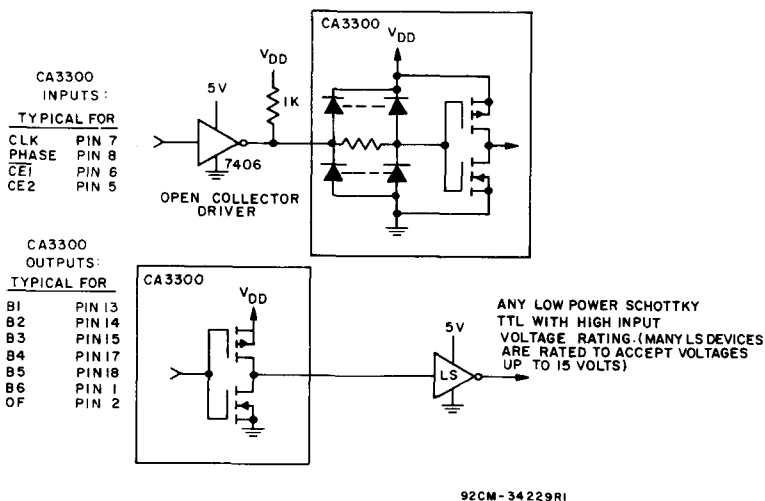 CA3300
INPUTS:
TYPICAL FOR
CLK PIN 7
PHASE PIN 8
CE1 PIN 6
CE2 PIN 5
5V
7406
OPEN COLLECTOR
DRIVER
VDD
1K
CA3300
VDD
CA3300
OUTPUTS:
TYPICAL FOR
B1 PIN 13
B2 PIN 14
B3 PIN 15
B4 PIN 17
B5 PIN 18
B6 PIN 1
OF PIN 2
CA3300
VDD
5V
LS
ANY LOW POWER SCHOTTKY
TTL WITH HIGH INPUT
VOLTAGE RATING.(MANY LS DEVICES
ARE RATED TO ACCEPT VOLTAGES
UP TO 15 VOLTS)
92CM-34229R1